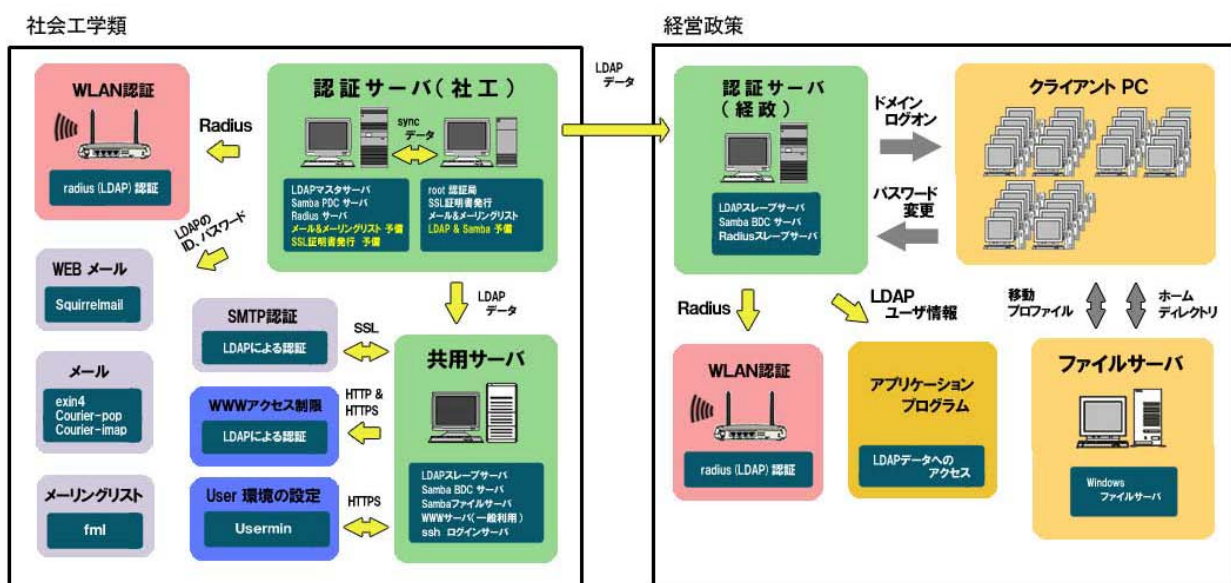 社会工学類
WLAN認証
radius (LDAP) 認証
Radius
認証サーバ(社工)
sync
データ
LDAPマスタサーバ
Samba PDC サーバ
Radius サーバ
メール&メーリングリスト 予備
SSL証明書発行 予備
root 認証局
SSL証明書発行
メール&メーリングリスト
LDAP & Samba 予備
LDAPの
ID、パスワード
WEB メール
Squirrelmail
メール
exin4
Courier-pop
Courier-imap
メーリングリスト
fml
SMTP認証
LDAPによる認証
SSL
LDAP
データ
WWWアクセス制限
LDAPによる認証
HTTP &
HTTPS
User 環境の設定
Usermin
HTTPS
共用サーバ
LDAPスレーブサーバ
Samba BDC サーバ
Sambaファイルサーバ
WWWサーバ(一般利用)
ssh ログインサーバ
LDAP
データ
経営政策
認証サーバ
(経政)
LDAPスレーブサーバ
Samba BDC サーバ
Radiusスレーブサーバ
ドメイン
ログオン
パスワード
変更
クライアント PC
Radius
LDAP
ユーザ情報
移動
プロファイル
ホーム
ディレクトリ
WLAN認証
radius (LDAP) 認証
アプリケーション
プログラム
LDAPデータへの
アクセス
ファイルサーバ
Windows
ファイルサーバ